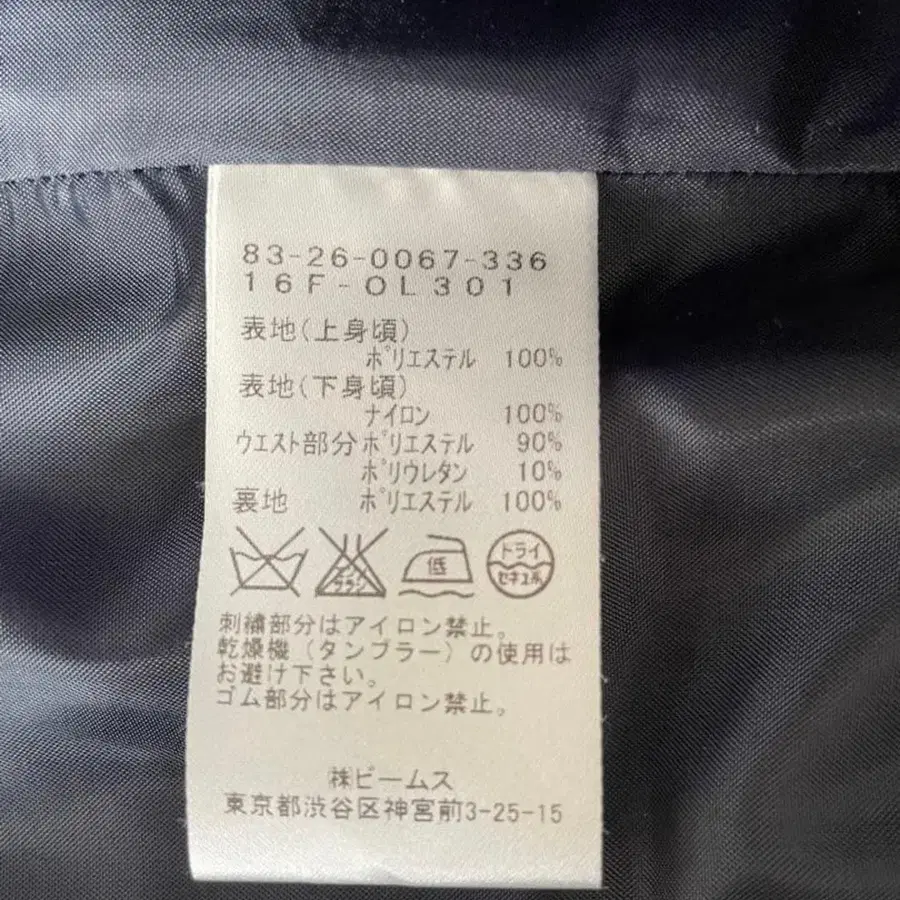 83-26-0067-336
16F-OL301
表地(上身頃)
ポリエステル 100%
表地(下身頃)
ナイロン 100%
ウエスト部分 ポリエステル 90%
ポリウレタン 10%
裏地 ポリエステル 100%
低 ドライ
セキユ系
刺繍部分はアイロン禁止。
乾燥機(タンブラー)の使用は
お避け下さい。
ゴム部分はアイロン禁止。
㈱ビームス
東京都渋谷区神宮前3-25-15